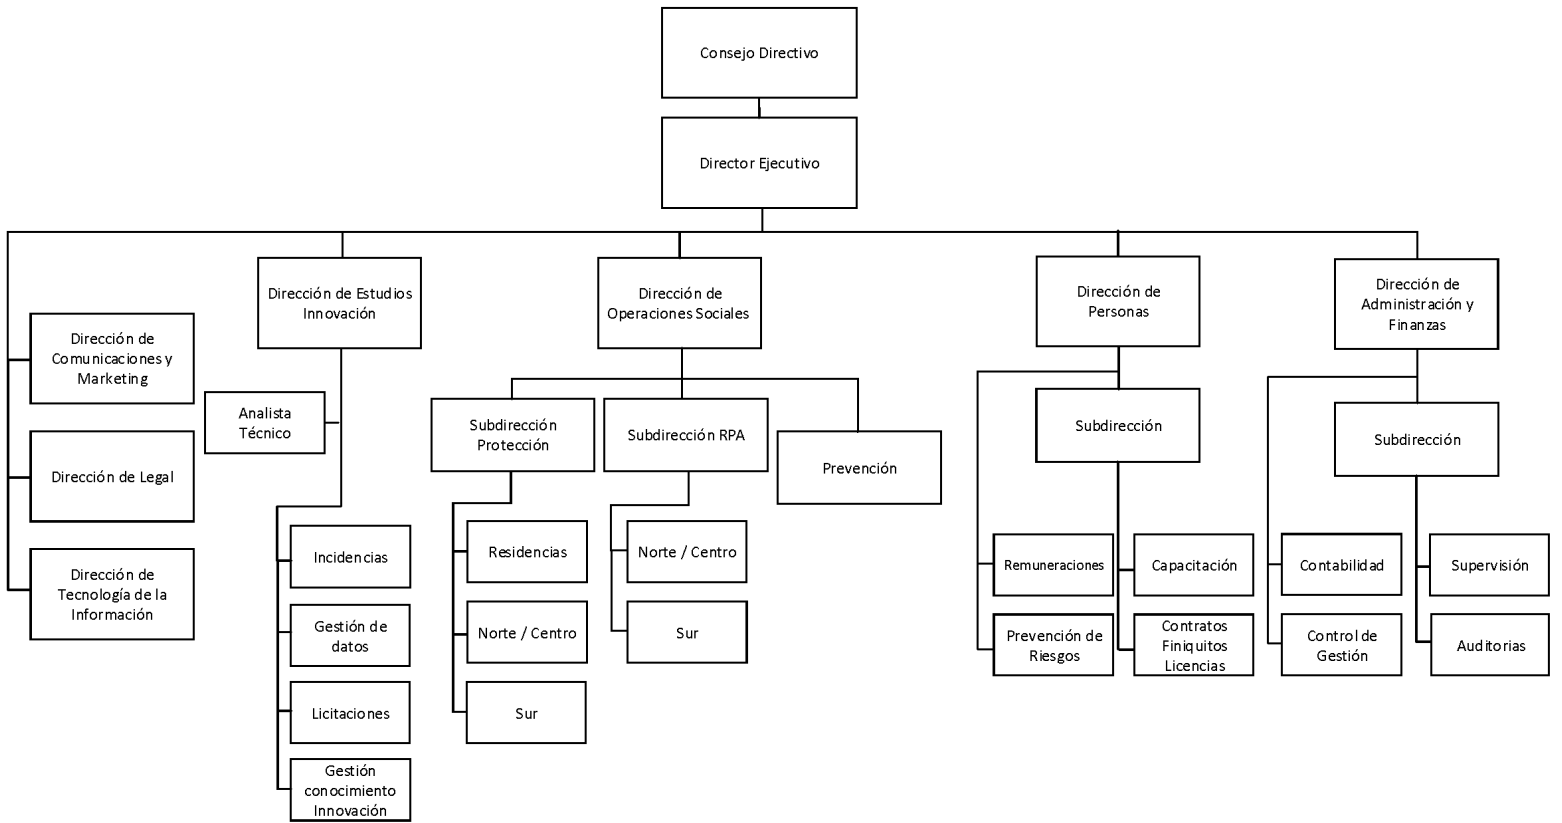 Consejo Directivo
Director Ejecutivo
Dirección de
Comunicaciones y
Marketing
Dirección de Legal
Dirección de
Tecnología de la
Información
Dirección de Estudios
Innovación
Analista
Técnico
Incidencias
Gestión de
datos
Licitaciones
Gestión
conocimiento
Innovación
Dirección de
Operaciones Sociales
Subdirección
Protección
Residencias
Norte / Centro
Sur
Subdirección RPA
Norte / Centro
Sur
Prevención
Dirección de
Personas
Subdirección
Remuneraciones
Prevención de
Riesgos
Capacitación
Contratos
Finiquitos
Licencias
Dirección de
Administración y
Finanzas
Subdirección
Contabilidad
Control de
Gestión
Supervisión
Auditorias